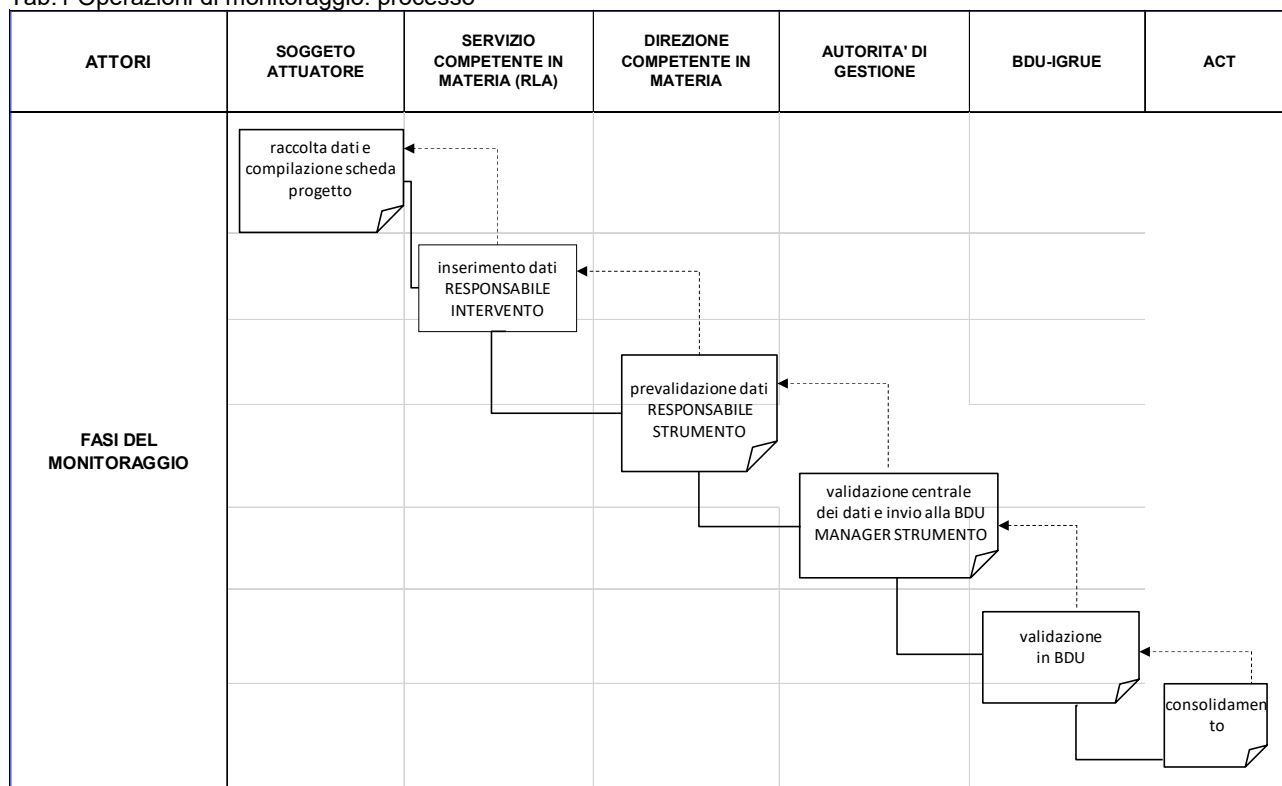 Tab.1 Operazioni di monitoraggio: processo
ATTORI
SOGGETO
ATTUATORE
SERVIZIO
COMPETENTE IN
MATERIA (RLA)
DIREZIONE
COMPETENTE IN
MATERIA
AUTORITA' DI
GESTIONE
BDU-IGRUE
ACT
FASI DEL
MONITORAGGIO
raccolta dati e
compilazione scheda
progetto
inserimento dati
RESPONSABILE
INTERVENTO
prevalidazione dati
RESPONSABILE
STRUMENTO
validazione centrale
dei dati e invio alla BDU
MANAGER STRUMENTO
validazione
in BDU
consolidamen
to